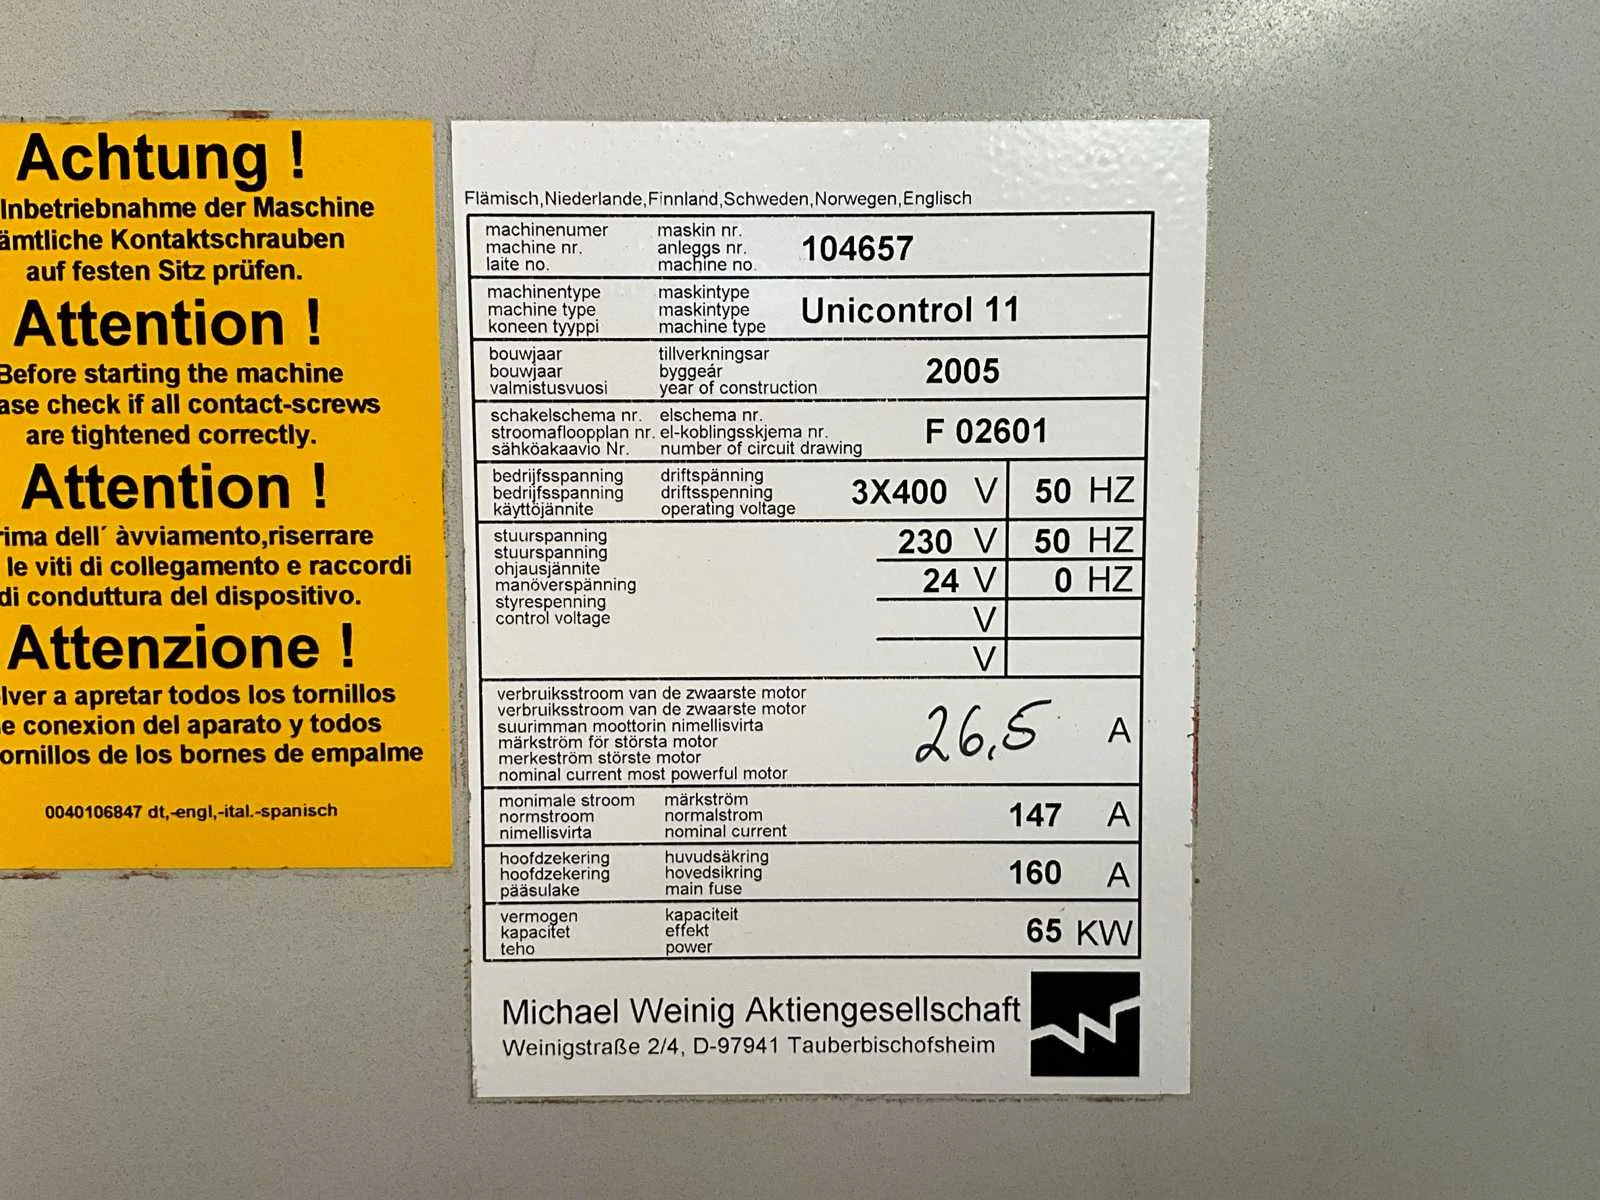 Achtung !
Inbetriebnahme der Maschine
ämtliche Kontaktschrauben
auf festen Sitz prüfen.
Attention !
Before starting the machine
ase check if all contact-screws
are tightened correctly.
Attention !
rima dell´ àvviamento,riserrare
le viti di collegamento e raccordi
di conduttura del dispositivo.
Attenzione !
lver a apretar todos los tornillos
e conexion del aparato y todos
ornillos de los bornes de empalme
0040106847 dt,-engl,-ital.-spanisch
Flämisch,Niederlande,Finnland,Schweden,Norwegen,Englisch
machinenumer maskin nr.
machine nr. anleggs nr. 104657
laite no. machine no.
machinentype maskintype
machine type maskintype Unicontrol 11
koneen tyyppi machine type
bouwjaar tillverkningsar
bouwjaar byggeár 2005
valmistusvuosi year of construction
schakelschema nr. elschema nr.
stroomafloopplan nr. el-koblingsskjema nr. F 02601
sähköakaavio Nr. number of circuit drawing
bedrijfsspanning driftspänning
bedrijfsspanning driftsspenning 3X400 V 50 HZ
käyttöjännite operating voltage
stuurspanning 230 V 50 HZ
stuurspanning
ohjausjännite 24 V 0 HZ
manöverspänning
styrespenning
control voltage V
V
verbruiksstroom van de zwaarste motor
verbruiksstroom van de zwaarste motor
suurimman moottorin nimellisvirta 26,5 A
märkström för största motor
merkeström störste motor
nominal current most powerful motor
monimale stroom märkström
normstroom normalstrom 147 A
nimellisvirta nominal current
hoofdzekering huvudsäkring
hoofdzekering hovedsikring 160 A
pääsulake main fuse
vermogen kapaciteit
kapacitet effekt 65 KW
teho power
Michael Weinig Aktiengesellschaft
Weinigstraße 2/4, D-97941 Tauberbischofsheim